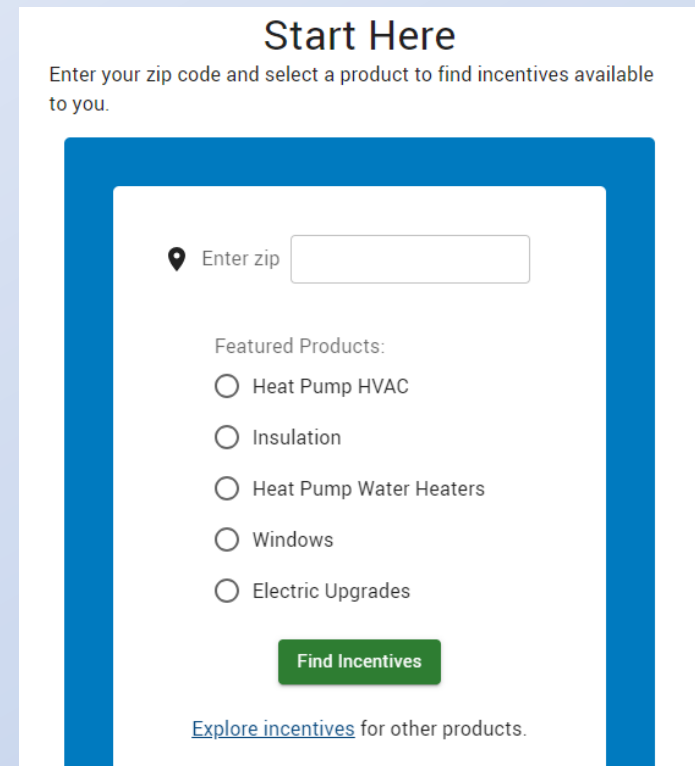 Start Here
Enter your zip code and select a product to find incentives available
to you.
Enter zip
Featured Products:
Heat Pump HVAC
Insulation
Heat Pump Water Heaters
Windows
Electric Upgrades
Find Incentives
Explore incentives for other products.